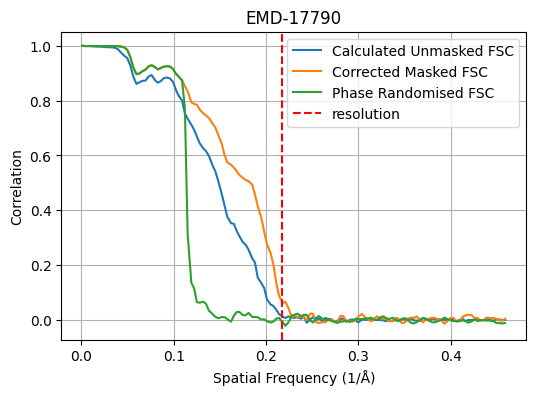 EMD-17790
Calculated Unmasked FSC
Corrected Masked FSC
Phase Randomised FSC
resolution
Correlation
1.0
0.8
0.6
0.4
0.2
0.0
0.0 0.1 0.2 0.3 0.4
Spatial Frequency (1/Å)